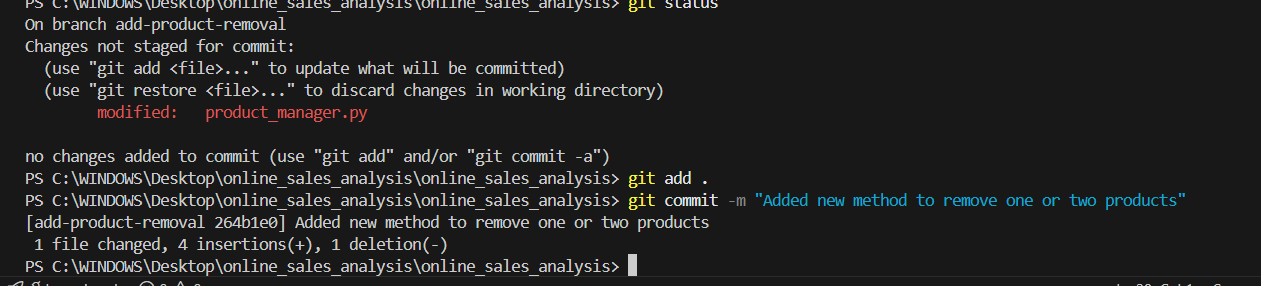 PS C:\WINDOWS\Desktop\online_sales_analysis\online_sales_analysis> git status
On branch add-product-removal
Changes not staged for commit:
  (use "git add <file>..." to update what will be committed)
  (use "git restore <file>..." to discard changes in working directory)
        modified:   product_manager.py

no changes added to commit (use "git add" and/or "git commit -a")
PS C:\WINDOWS\Desktop\online_sales_analysis\online_sales_analysis> git add .
PS C:\WINDOWS\Desktop\online_sales_analysis\online_sales_analysis> git commit -m "Added new method to remove one or two products"
[add-product-removal 264b1e0] Added new method to remove one or two products
 1 file changed, 4 insertions(+), 1 deletion(-)
PS C:\WINDOWS\Desktop\online_sales_analysis\online_sales_analysis>